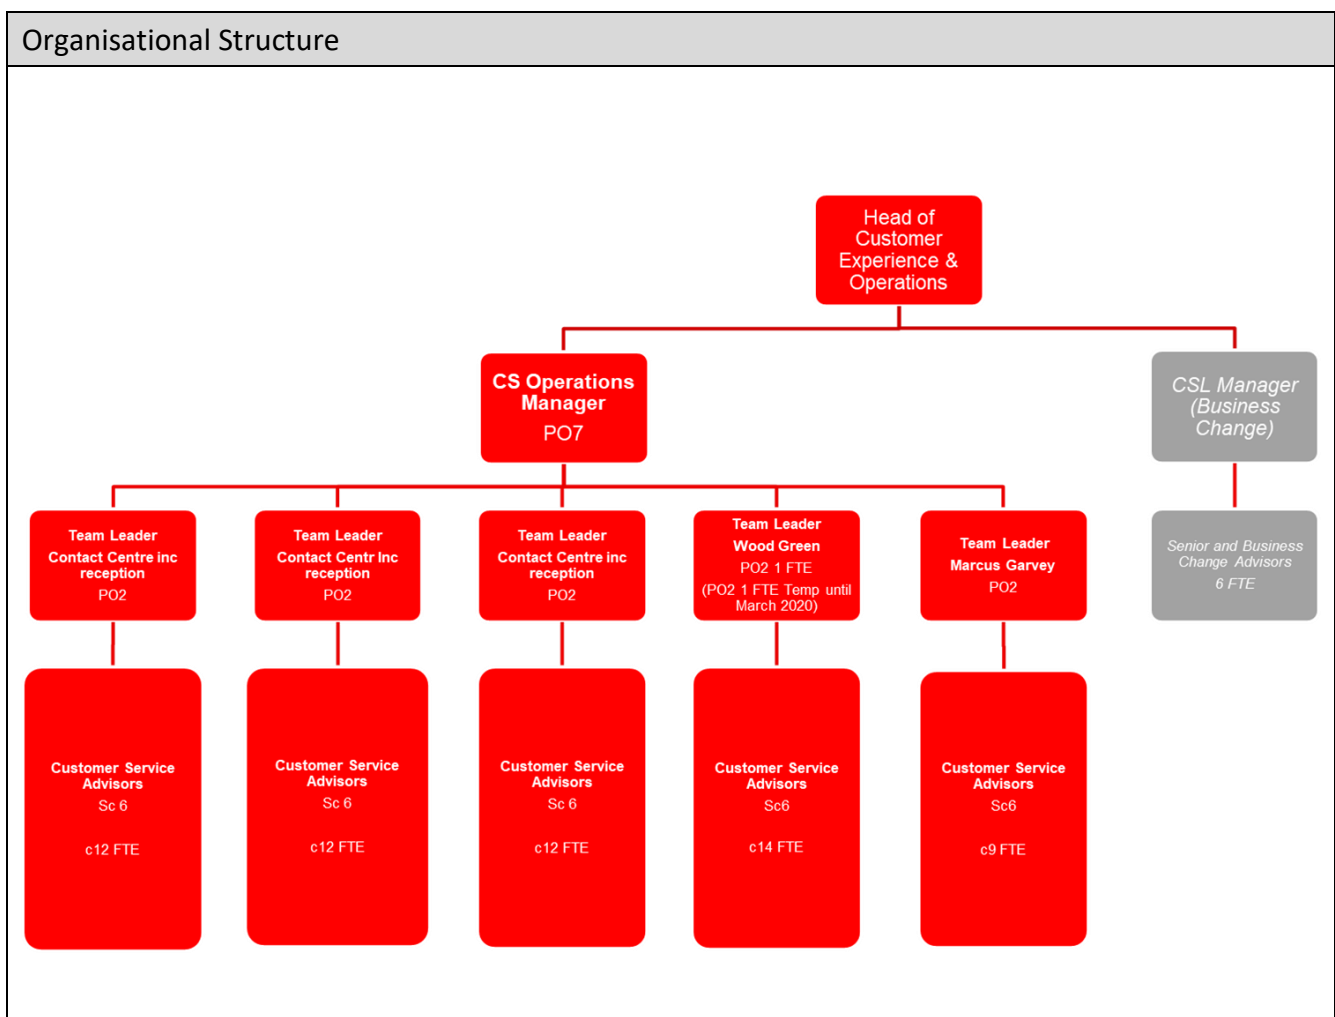 Organisational Structure
Head of
Customer
Experience &
Operations
CS Operations
Manager
PO7
CSL Manager
(Business
Change)
Team Leader
Contact Centre inc
reception
PO2
Team Leader
Contact Centr Inc
reception
PO2
Team Leader
Contact Centre inc
reception
PO2
Team Leader
Wood Green
PO2 1 FTE
(PO2 1 FTE Temp until
March 2020)
Team Leader
Marcus Garvey
PO2
Senior and Business
Change Advisors
6 FTE
Customer Service
Advisors
Sc 6
c12 FTE
Customer Service
Advisors
Sc 6
c12 FTE
Customer Service
Advisors
Sc 6
c12 FTE
Customer Service
Advisors
Sc6
c14 FTE
Customer Service
Advisors
Sc6
c9 FTE